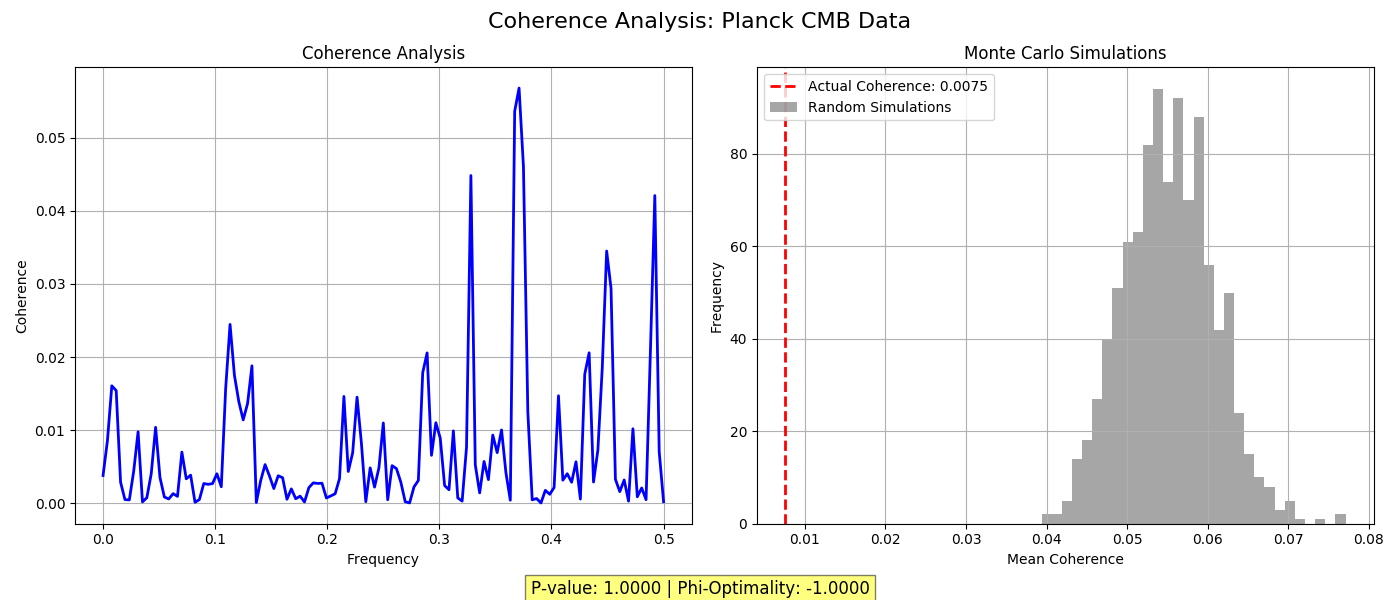 Coherence Analysis: Planck CMB Data
Coherence Analysis
Coherence
0.05
0.04
0.03
0.02
0.01
0.00
0.0 0.1 0.2 0.3 0.4 0.5
Frequency
Monte Carlo Simulations
Actual Coherence: 0.0075
Random Simulations
Frequency
80
60
40
20
0
0.01 0.02 0.03 0.04 0.05 0.06 0.07 0.08
Mean Coherence
P-value: 1.0000 | Phi-Optimality: -1.0000